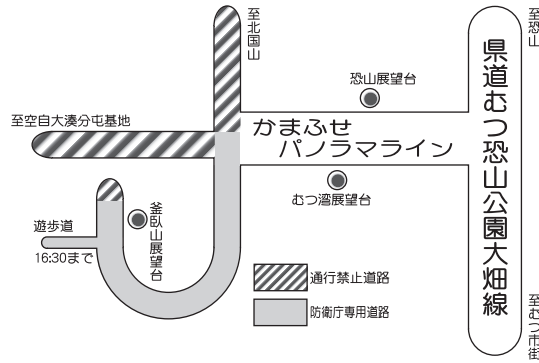 至北国山
至恐山
恐山展望台
県道むつ恐山公園大畑線
至空自大湊分屯基地
かまふせ
パノラマライン
むつ湾展望台
釜臥山展望台
遊歩道
16:30まで
通行禁止道路
防衛庁専用道路
至むつ市街